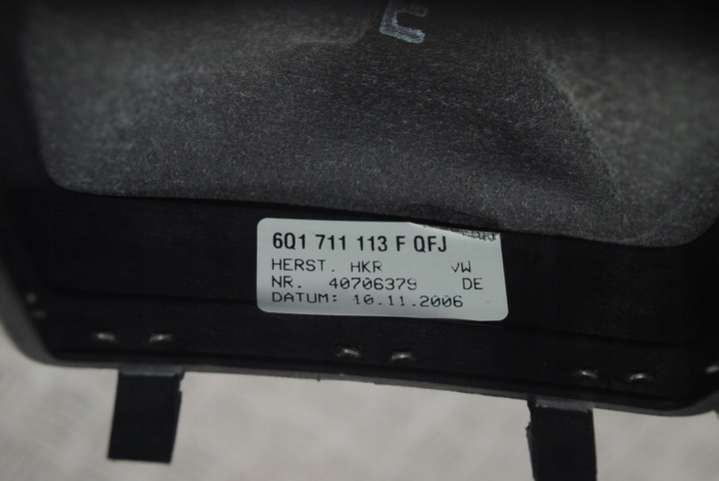 E
6Q1 711 113 F QFJ
HERST. HKR VW
NR. 40706379 DE
DATUM: 10.11.2006